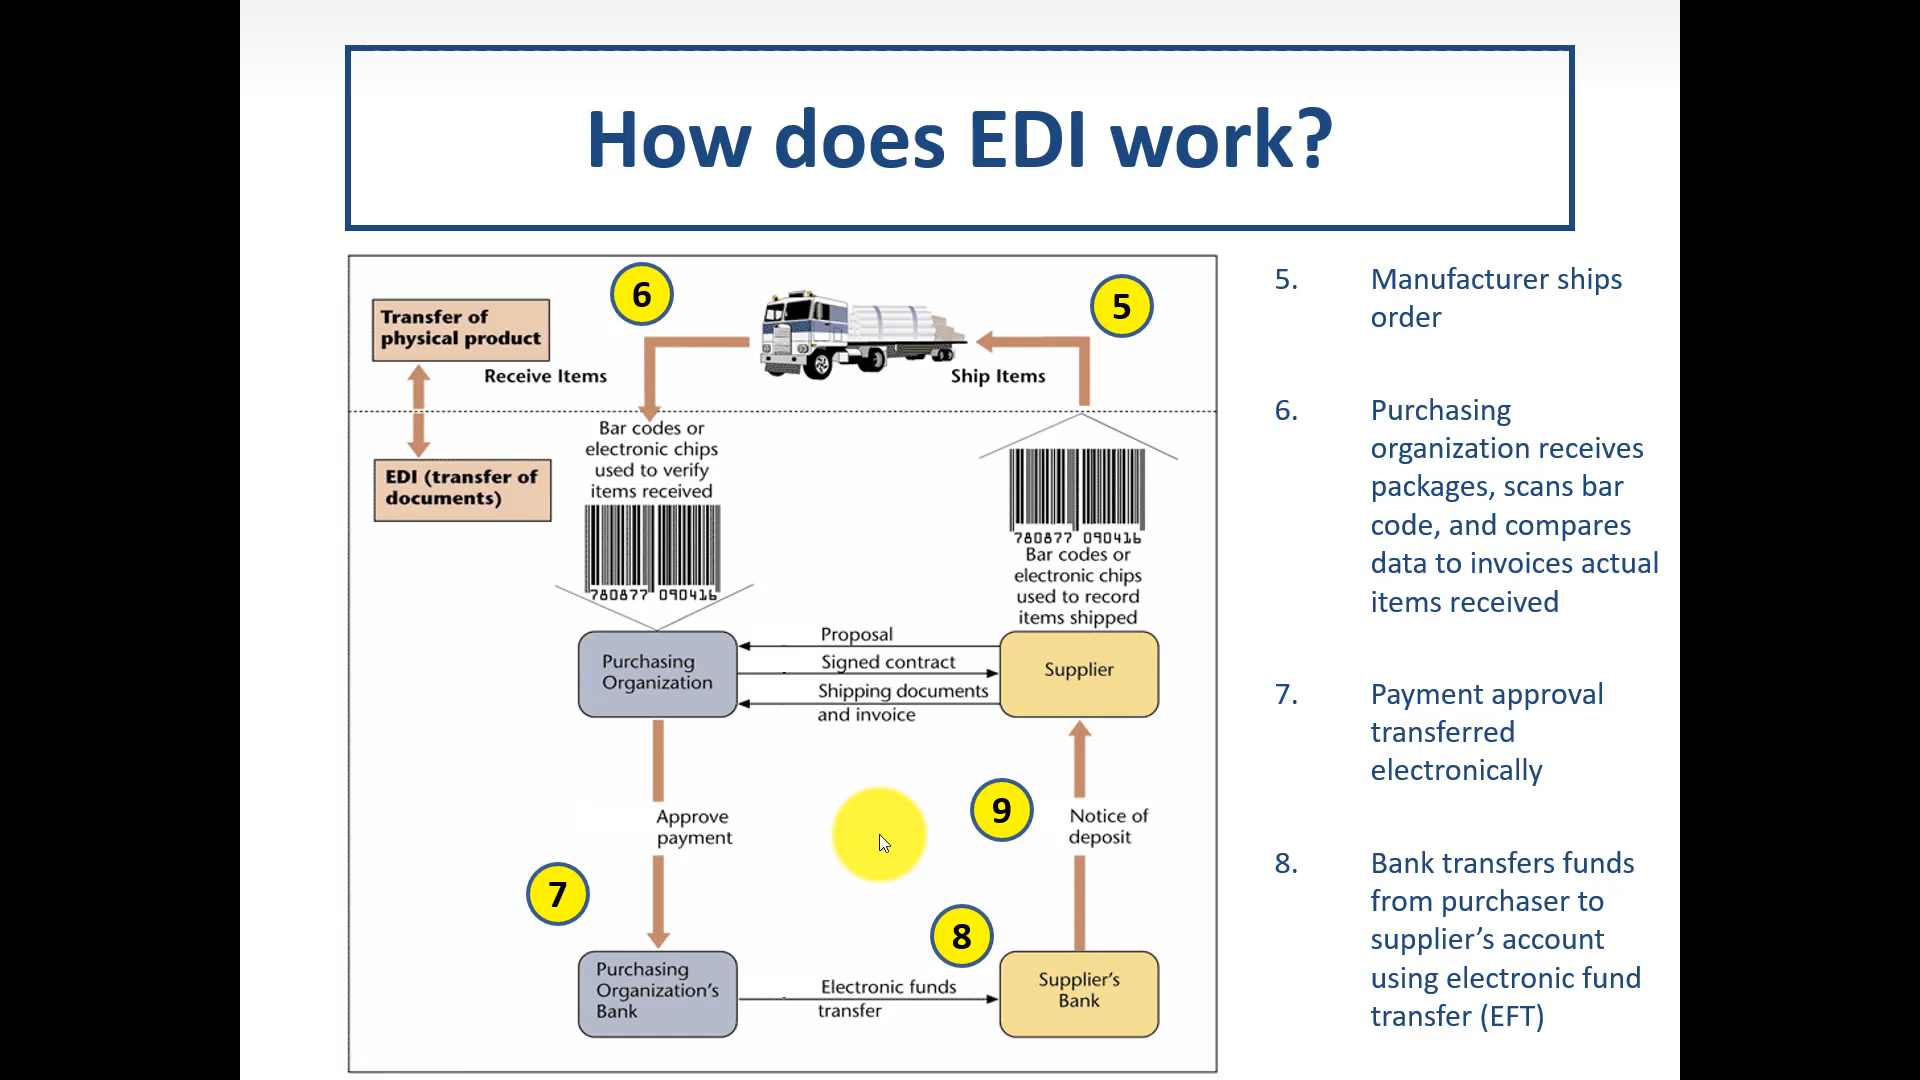 How does EDI work?
6
5
Transfer of
physical product
Receive Items
Ship Items
EDI (transfer of
documents)
Bar codes or
electronic chips
used to verify
items received
780877 090416
780877 090416
Bar codes or
electronic chips
used to record
items shipped
Purchasing
Organization
Proposal
Signed contract
Shipping documents
and invoice
Supplier
Approve
payment
9
Notice of
deposit
7
8
Purchasing
Organization's
Bank
Electronic funds
transfer
Supplier's
Bank
5. Manufacturer ships
order
6. Purchasing
organization receives
packages, scans bar
code, and compares
data to invoices actual
items received
7. Payment approval
transferred
electronically
8. Bank transfers funds
from purchaser to
supplier’s account
using electronic fund
transfer (EFT)